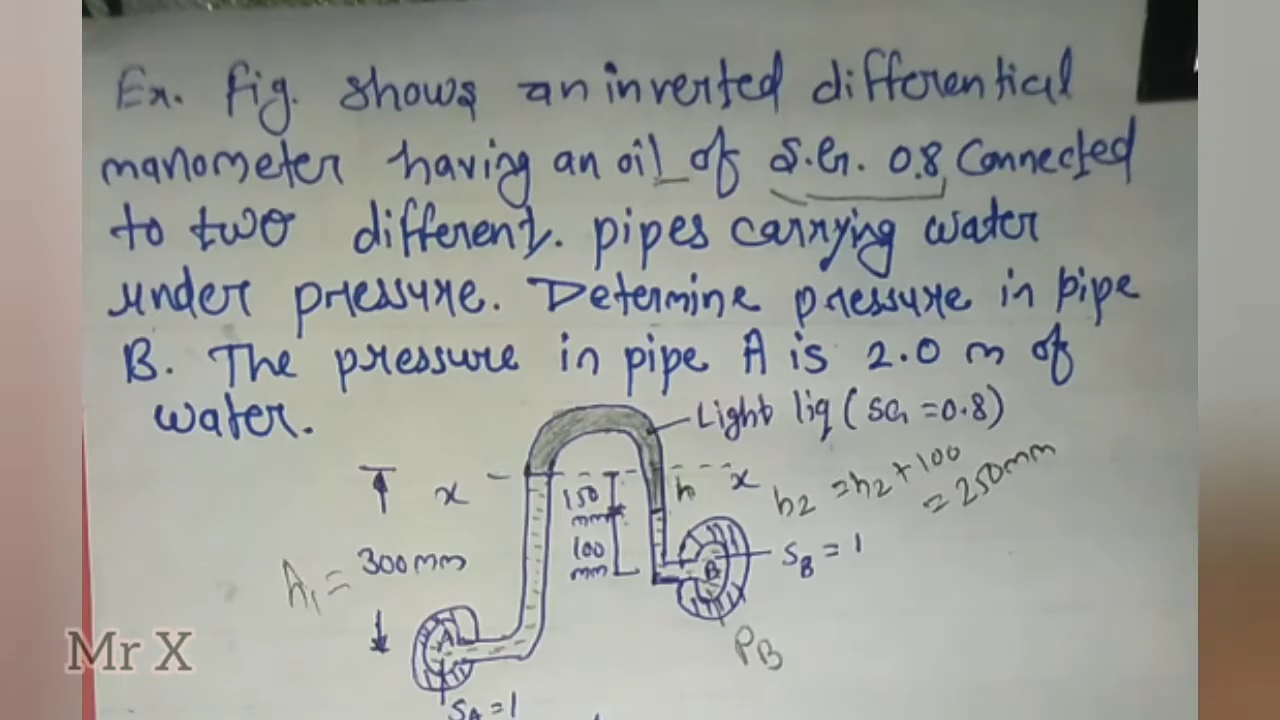 Ex. Fig. shows an inverted differential
manometer having an oil of S.G. 0.8 Connected
to two different. pipes carrying water
under pressure. Determine pressure in pipe
B. The pressure in pipe A is 2.0 m of
water.
Light liq (SG = 0.8)
x
150
mm
h
x
h2 = h2 + 100
= 250mm
h1 = 300mm
100
mm
B
SB = 1
A
PB
Mr X
SA = 1